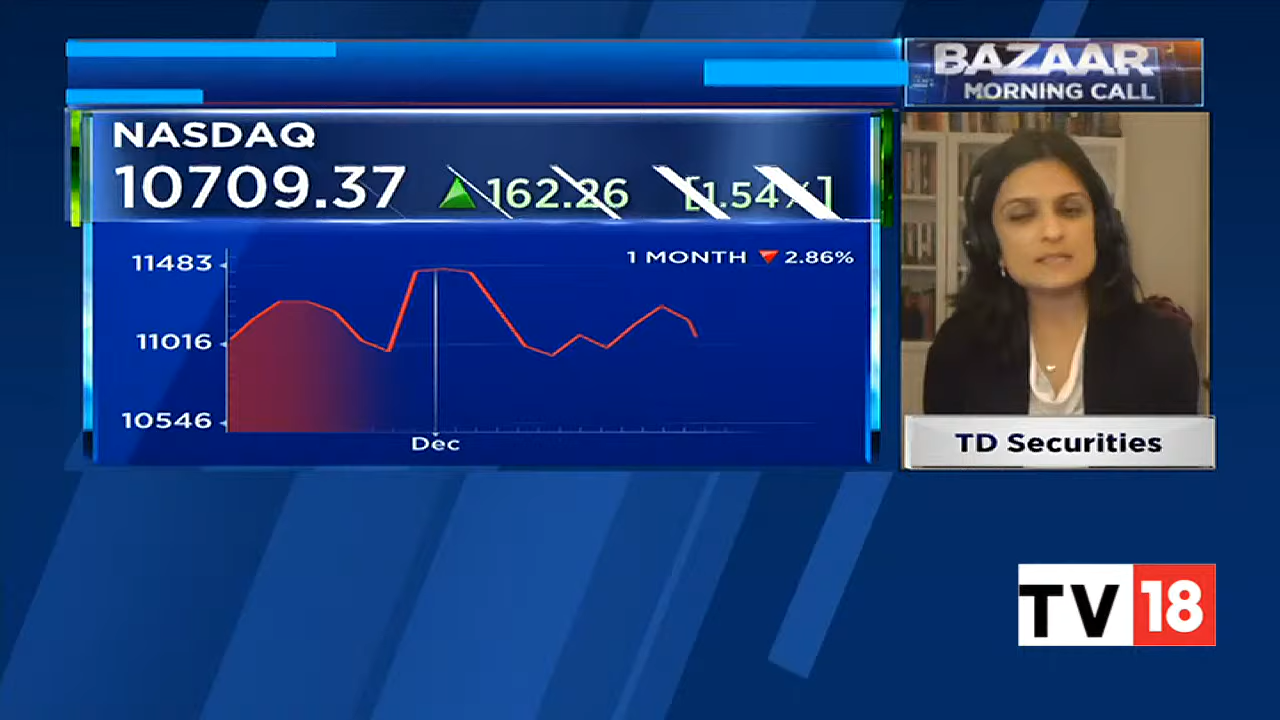 BAZAAR
MORNING CALL
NASDAQ
10709.37 ▲ 162.26 [1.54%]
1 MONTH ▼ 2.86%
11483
11016
10546
Dec
TD Securities
TV18